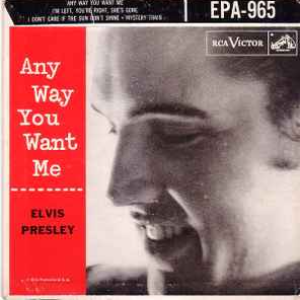 ANY WAY YOU WANT ME
I'M LEFT, YOU'RE RIGHT, SHE'S GONE
I DON'T CARE IF THE SUN DON'T SHINE • MYSTERY TRAIN
EPA-965
RCA VICTOR
Any
Way
You
Want
Me
ELVIS
PRESLEY